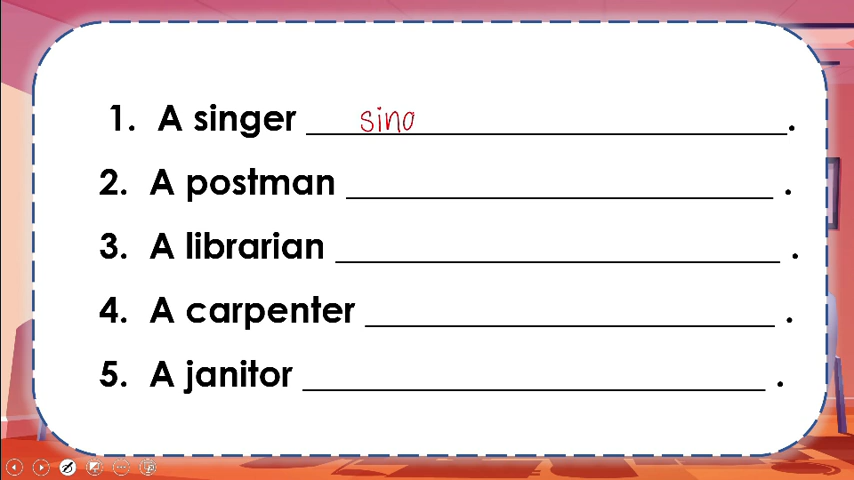 1. A singer sing.
2. A postman .
3. A librarian .
4. A carpenter .
5. A janitor .